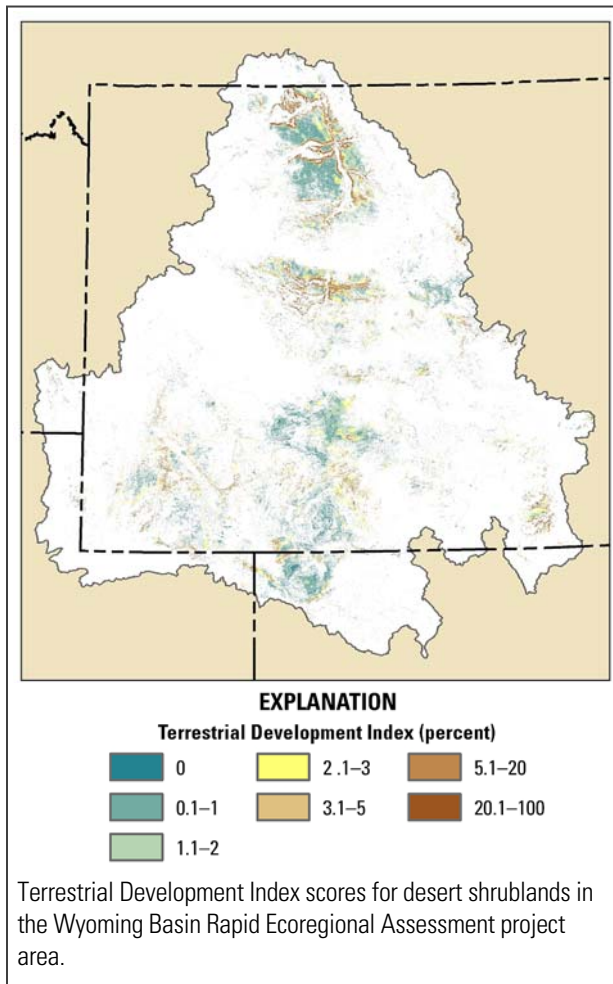 EXPLANATION
Terrestrial Development Index (percent)
0
2 .1–3
5.1–20
0.1–1
3.1–5
20.1–100
1.1–2
Terrestrial Development Index scores for desert shrublands in
the Wyoming Basin Rapid Ecoregional Assessment project
area.